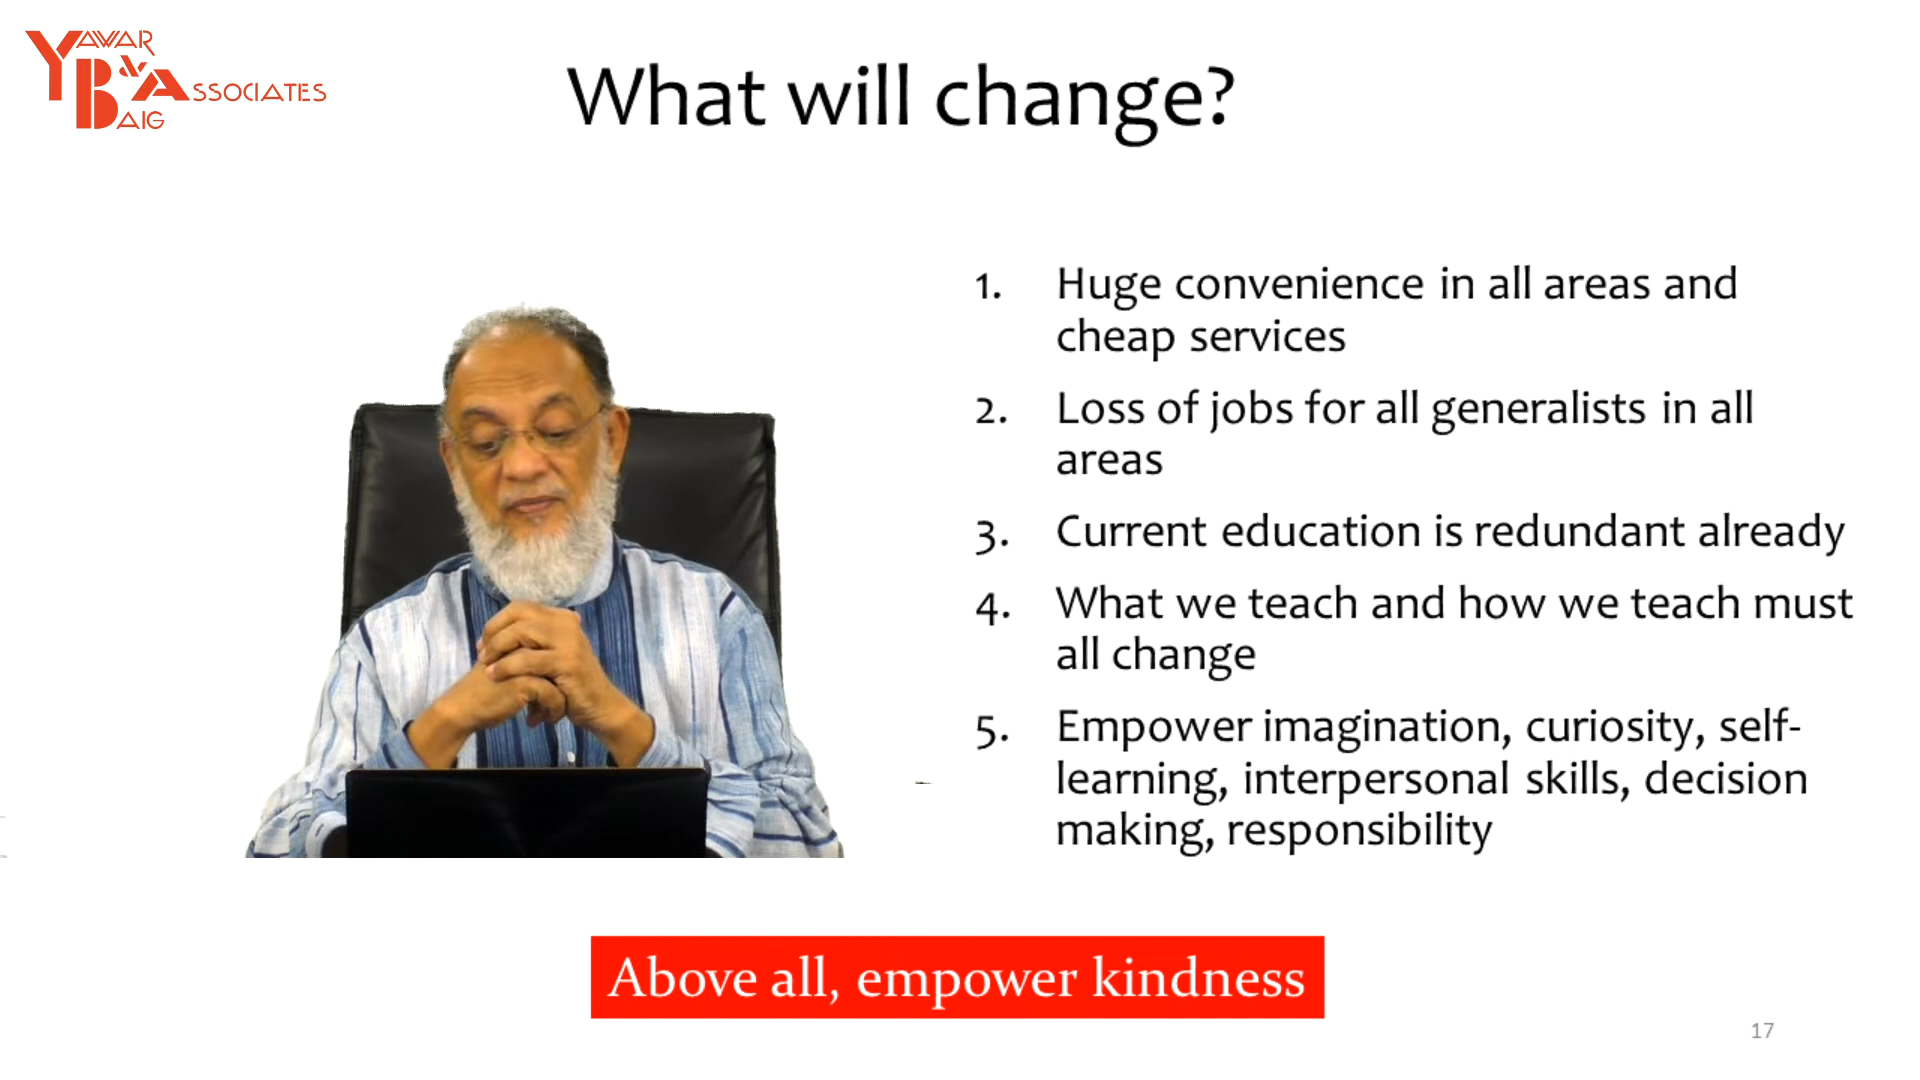 YAWAR
BAIG & ASSOCIATES
What will change?
1. Huge convenience in all areas and
cheap services
2. Loss of jobs for all generalists in all
areas
3. Current education is redundant already
4. What we teach and how we teach must
all change
5. Empower imagination, curiosity, self-
learning, interpersonal skills, decision
making, responsibility
Above all, empower kindness
17